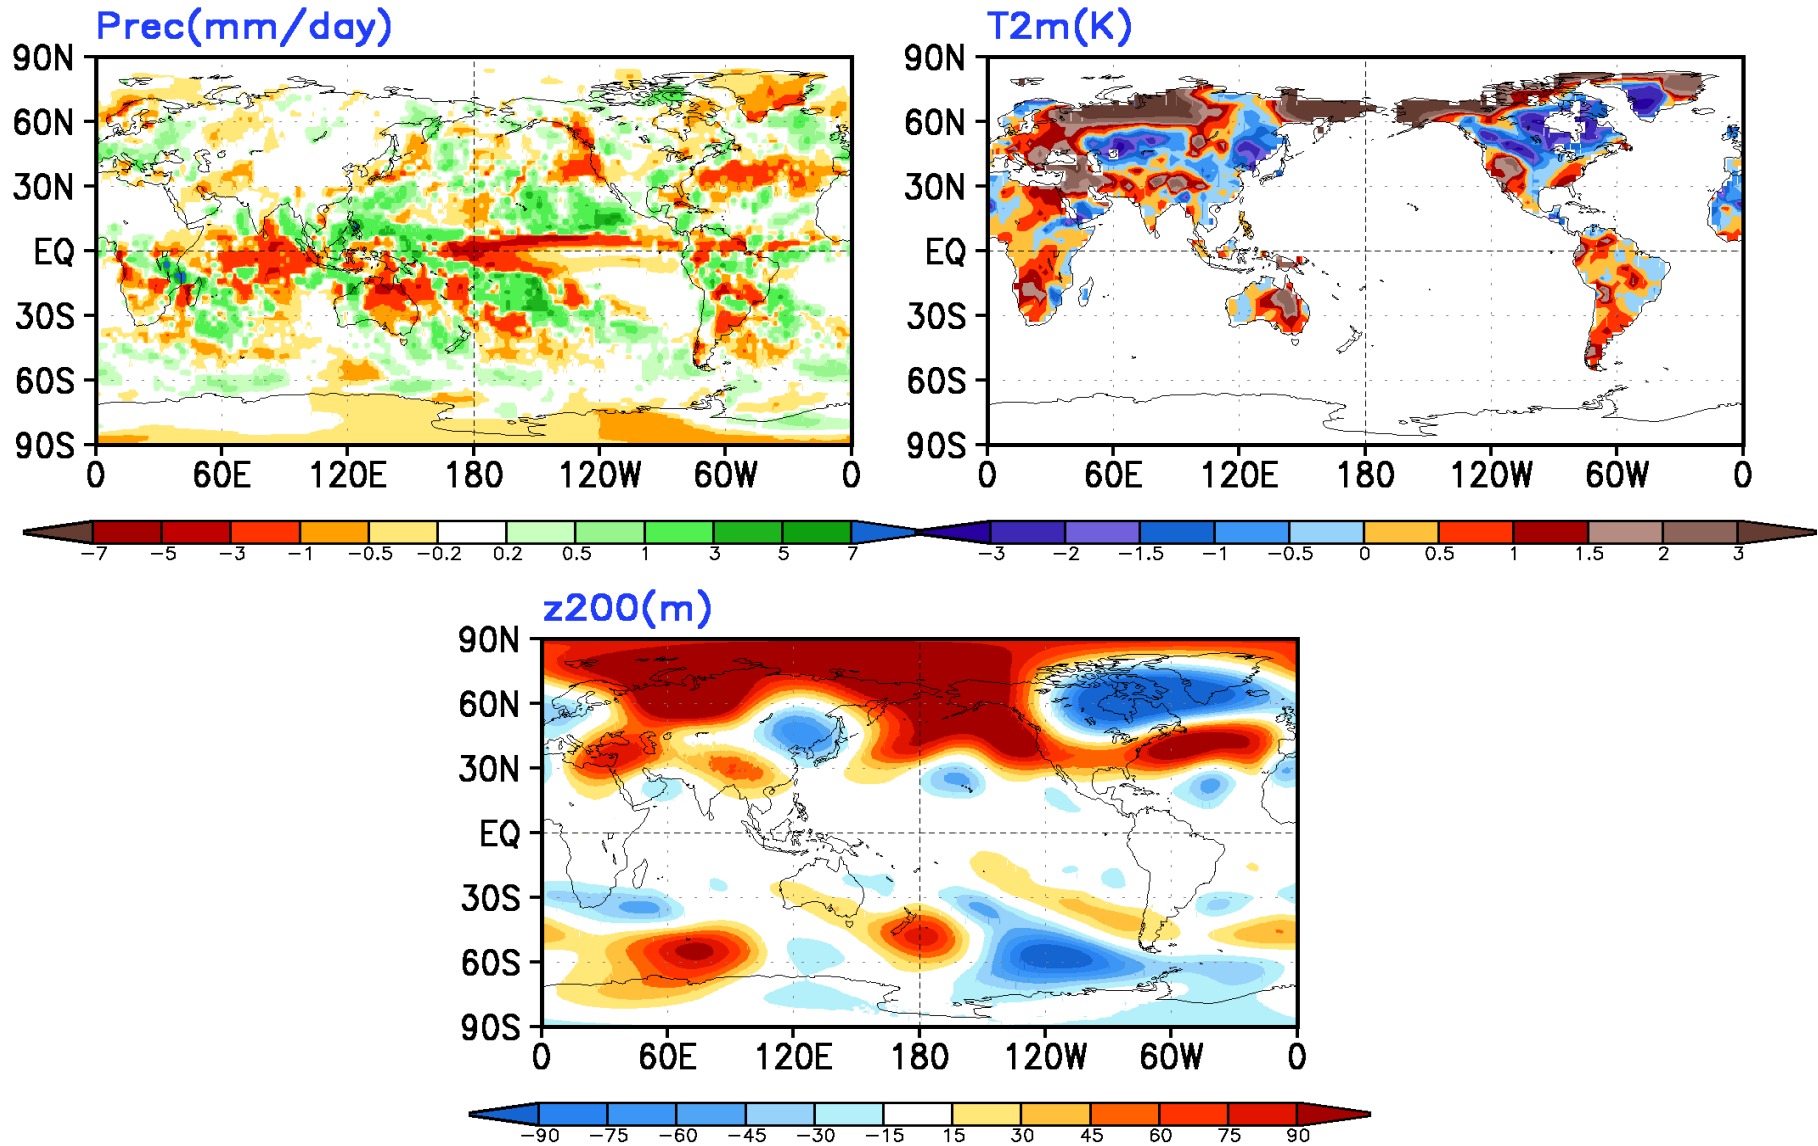 Prec(mm/day)
90N
60N
30N
EQ
30S
60S
90S
0 60E 120E 180 120W 60W 0
-7 -5 -3 -1 -0.5 -0.2 0.2 0.5 1 3 5 7
T2m(K)
90N
60N
30N
EQ
30S
60S
90S
0 60E 120E 180 120W 60W 0
-3 -2 -1.5 -1 -0.5 0 0.5 1 1.5 2 3
z200(m)
90N
60N
30N
EQ
30S
60S
90S
0 60E 120E 180 120W 60W 0
-90 -75 -60 -45 -30 -15 15 30 45 60 75 90